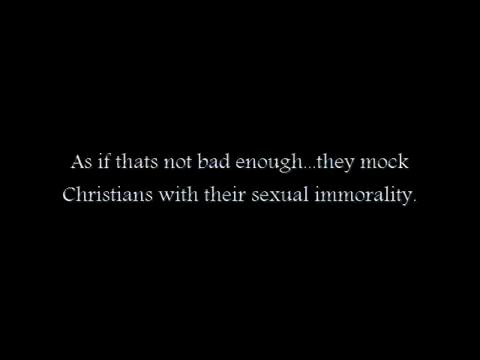 As if thats not bad enough...they mock
Christians with their sexual immorality.